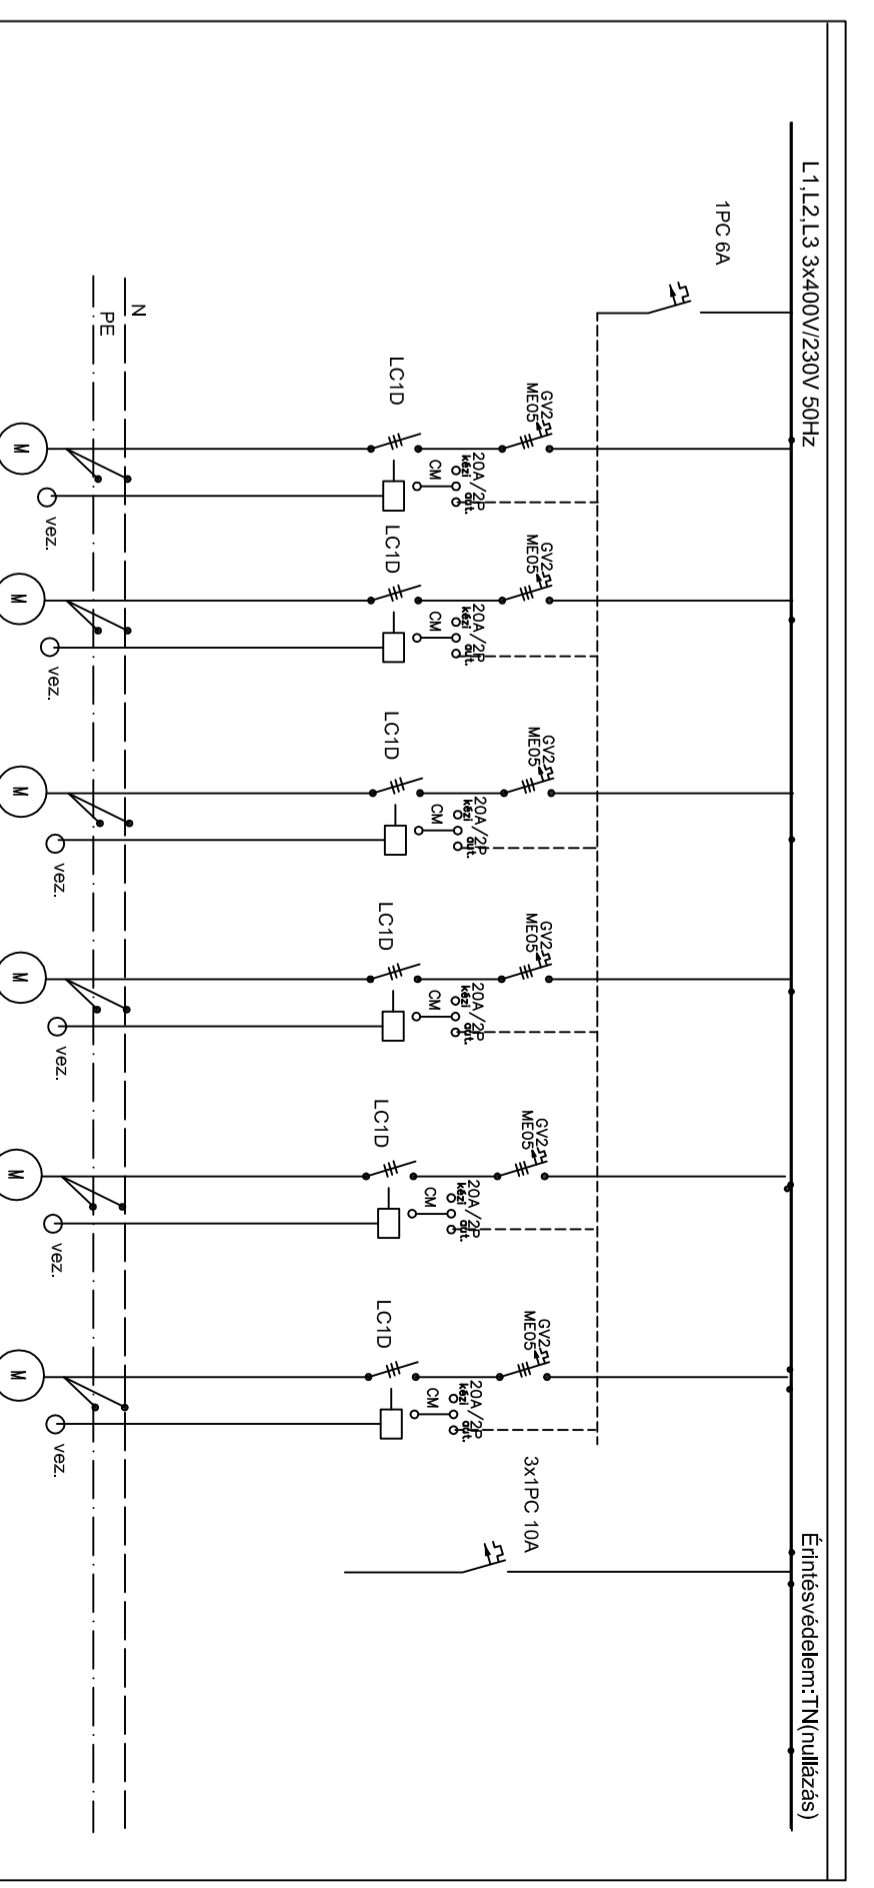 L1,L2,L3 3x400V/230V 50Hz
Érintésvédelem:TN(nullázás)
1PC 6A
GV2
ME05
20A/2P
kézi
aut.
CM
LC1D
GV2
ME05
20A/2P
kézi
aut.
CM
LC1D
GV2
ME05
20A/2P
kézi
aut.
CM
LC1D
GV2
ME05
20A/2P
kézi
aut.
CM
LC1D
GV2
ME05
20A/2P
kézi
aut.
CM
LC1D
GV2
ME05
20A/2P
kézi
aut.
CM
LC1D
3x1PC 10A
N
PE
M
vez.
M
vez.
M
vez.
M
vez.
M
vez.
M
vez.